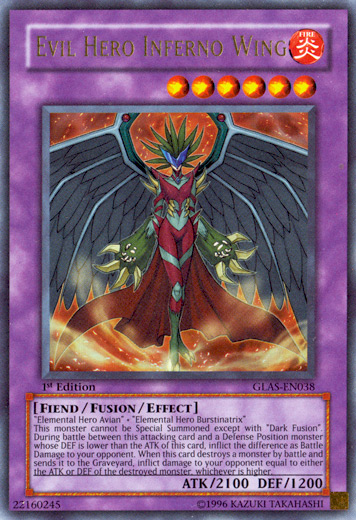 EVIL HERO INFERNO WING
FIRE
炎
1st Edition
GLAS-EN038
[FIEND/FUSION/EFFECT]
"Elemental Hero Avian" + "Elemental Hero Burstinatrix"
This monster cannot be Special Summoned except with "Dark Fusion".
During battle between this attacking card and a Defense Position monster
whose DEF is lower than the ATK of this card, inflict the difference as Battle
Damage to your opponent. When this card destroys a monster by battle and
sends it to the Graveyard, inflict damage to your opponent equal to either
the ATK or DEF of the destroyed monster, whichever is higher.
ATK/2100 DEF/1200
22160245
©1996 KAZUKI TAKAHASHI